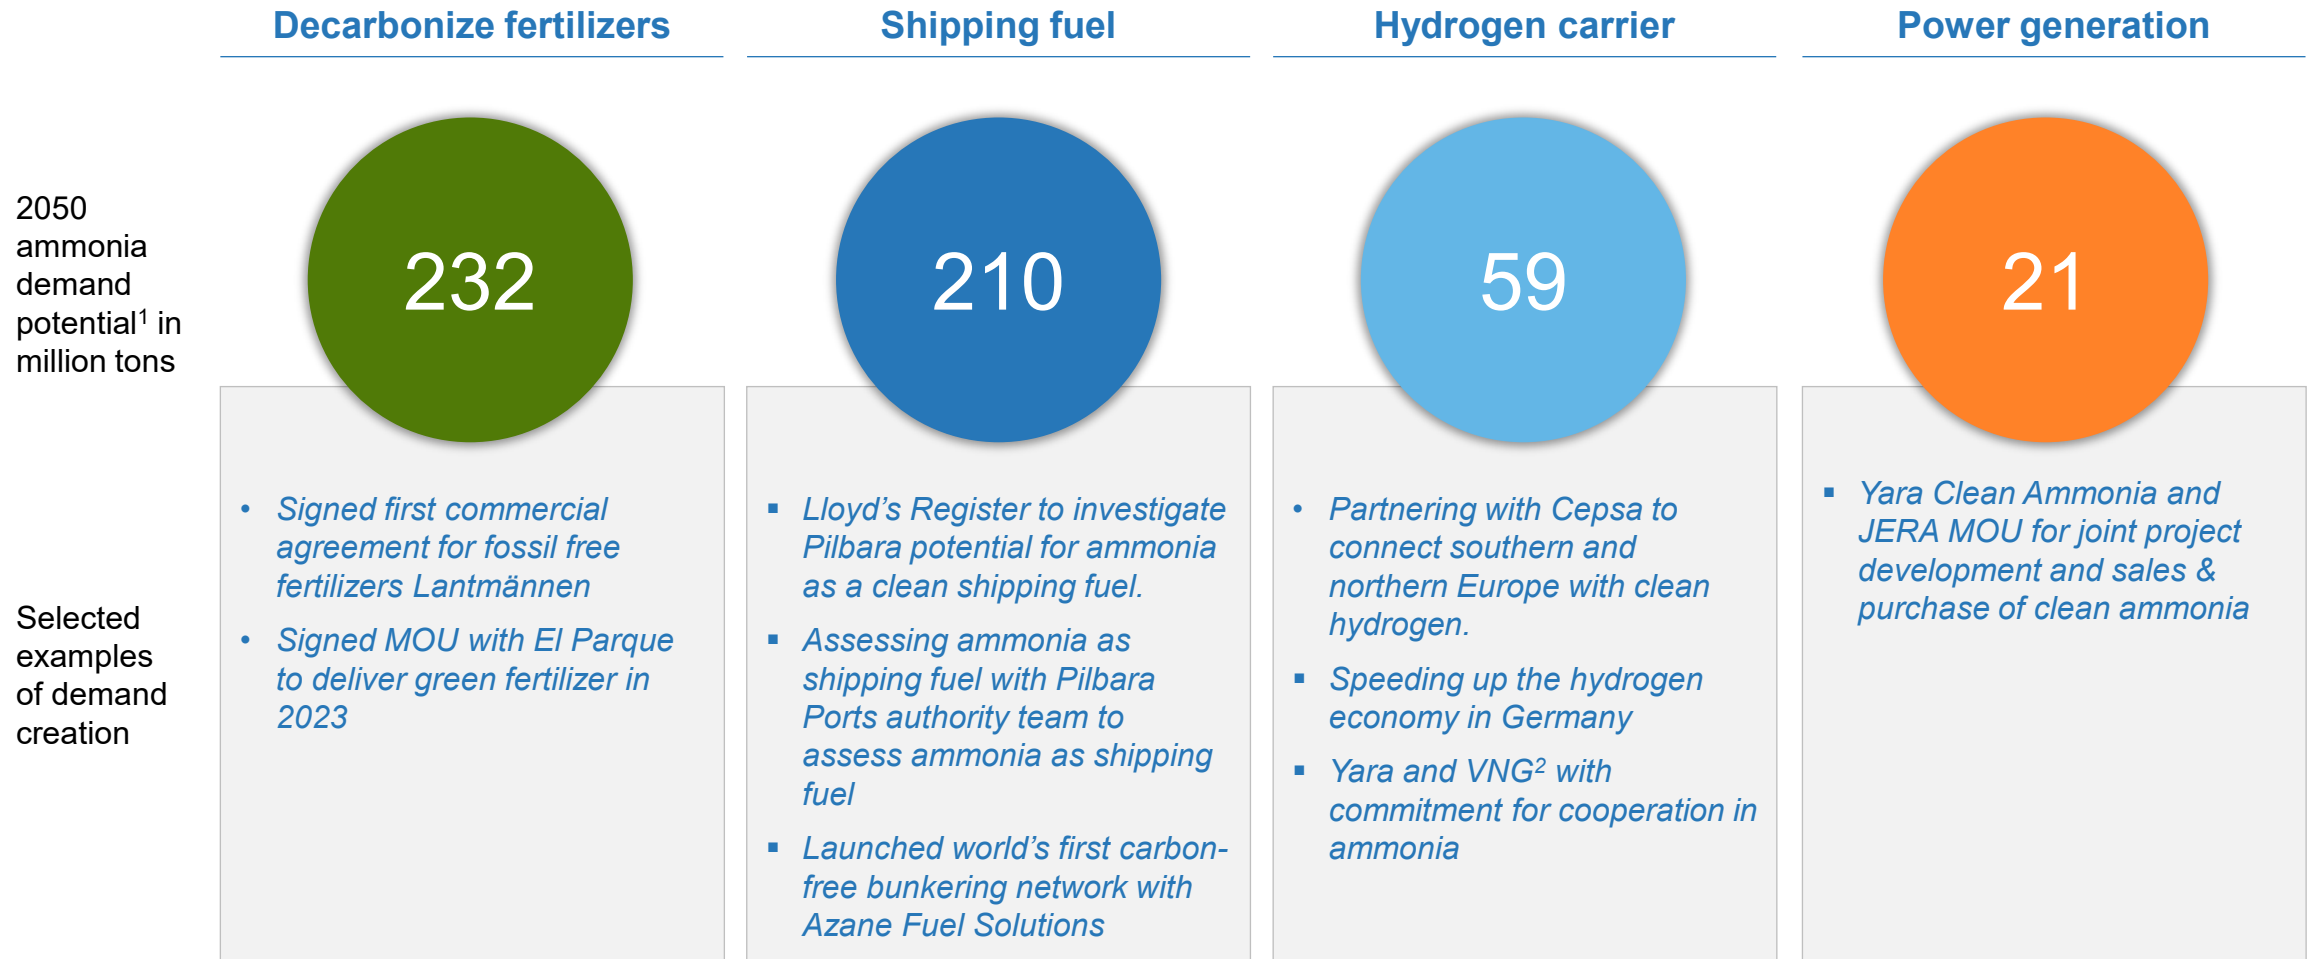 Decarbonize fertilizers
Shipping fuel
Hydrogen carrier
Power generation
2050
ammonia
demand
potential¹ in
million tons
232
210
59
21
Selected
examples
of demand
creation
• Signed first commercial
agreement for fossil free
fertilizers Lantmännen
• Signed MOU with El Parque
to deliver green fertilizer in
2023
▪ Lloyd’s Register to investigate
Pilbara potential for ammonia
as a clean shipping fuel.
▪ Assessing ammonia as
shipping fuel with Pilbara
Ports authority team to
assess ammonia as shipping
fuel
▪ Launched world’s first carbon-
free bunkering network with
Azane Fuel Solutions
• Partnering with Cepsa to
connect southern and
northern Europe with clean
hydrogen.
▪ Speeding up the hydrogen
economy in Germany
▪ Yara and VNG² with
commitment for cooperation in
ammonia
▪ Yara Clean Ammonia and
JERA MOU for joint project
development and sales &
purchase of clean ammonia